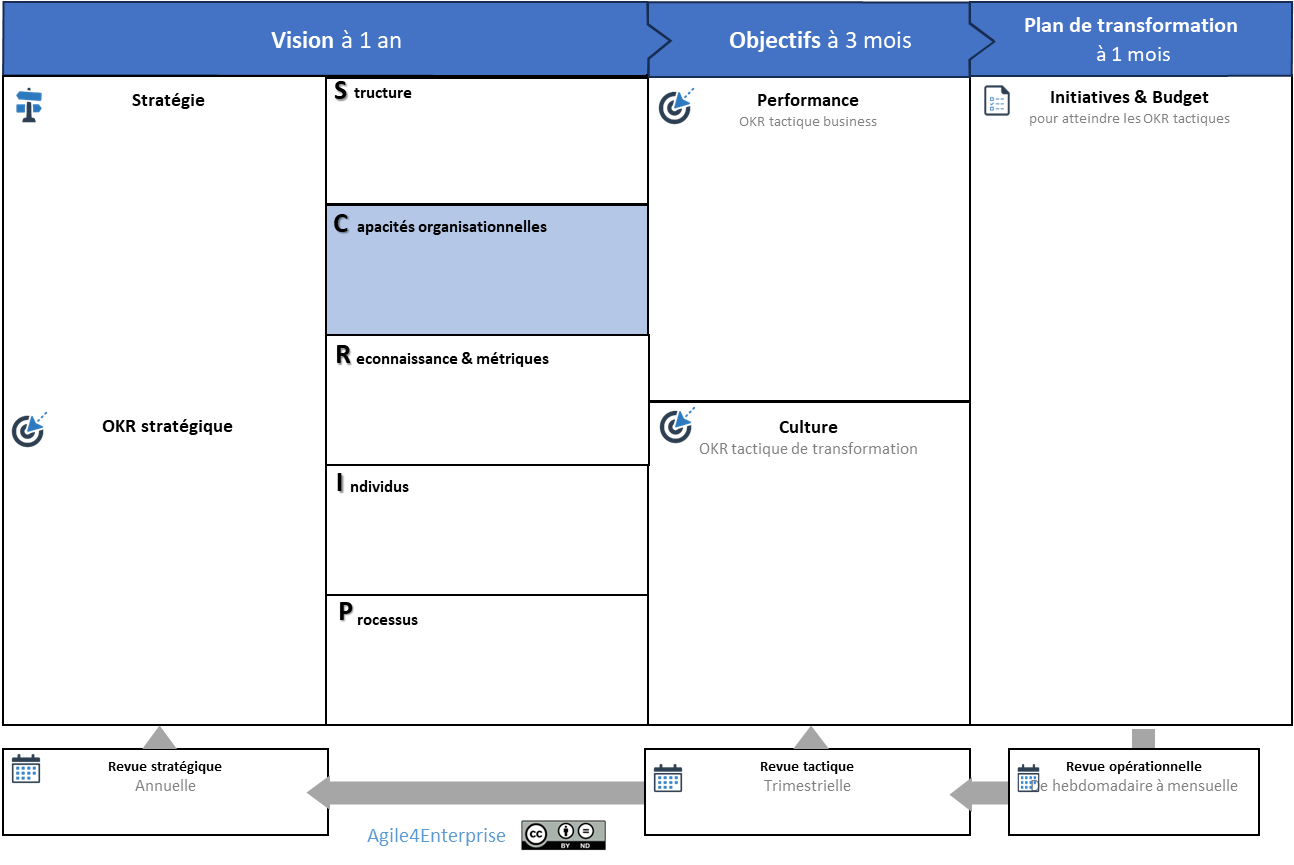 Vision à 1 an
Objectifs à 3 mois
Plan de transformation
à 1 mois
Stratégie
OKR stratégique
Structure
Capacités organisationnelles
Reconnaissance & métriques
Individus
Processus
Performance
OKR tactique business
Culture
OKR tactique de transformation
Initiatives & Budget
pour atteindre les OKR tactiques
Revue stratégique
Annuelle
Revue tactique
Trimestrielle
Revue opérationnelle
De hebdomadaire à mensuelle
Agile4Enterprise
cc
BY ND